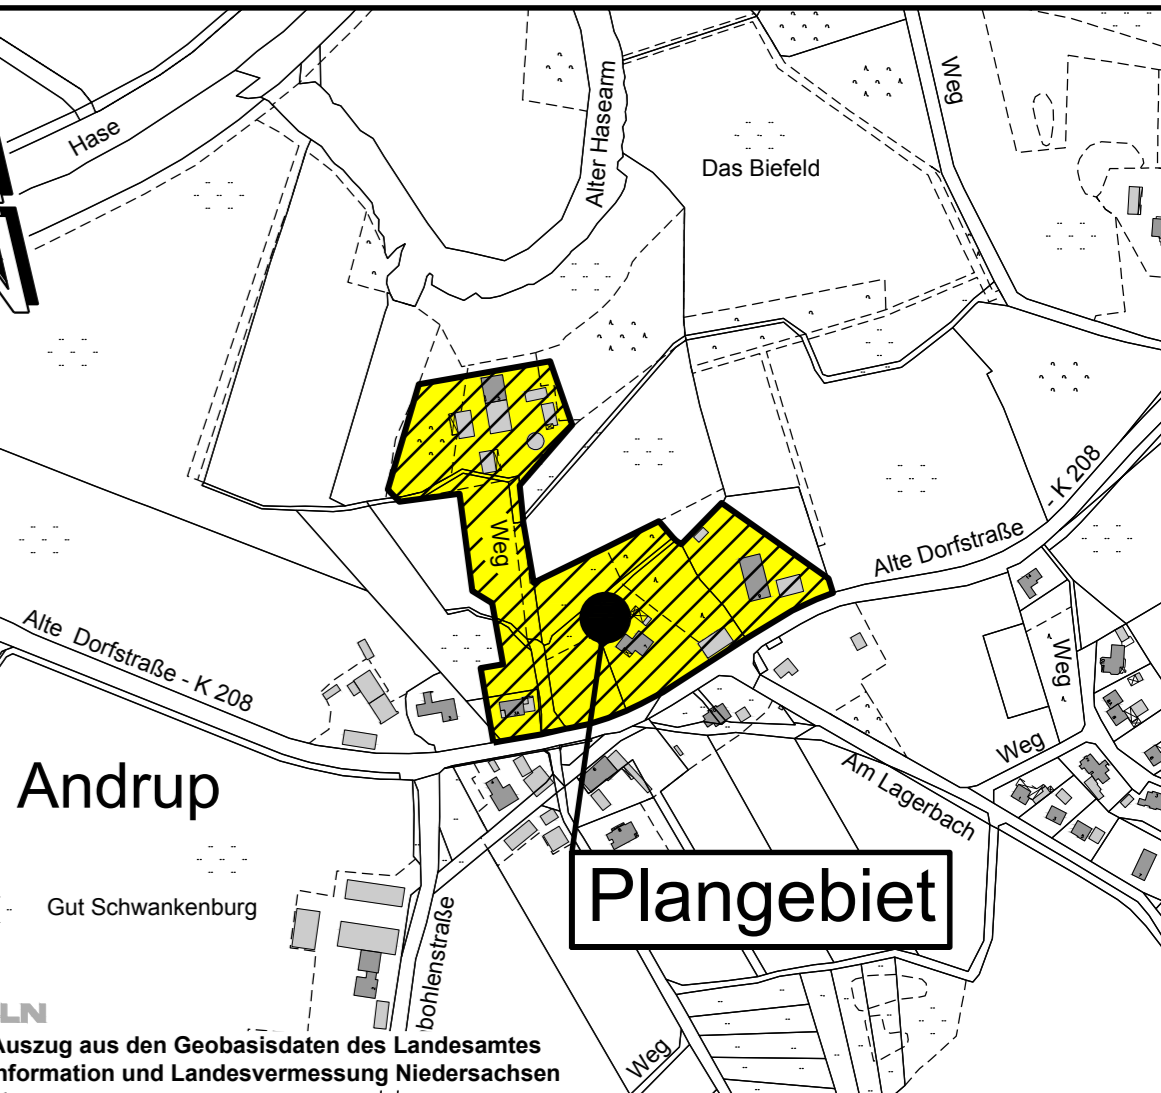 Weg
Hase
Alter Hasearm
Das Biefeld
- K 208
Alte Dorfstraße
Weg
Alte Dorfstraße - K 208
Weg
Weg
Andrup
Am Lagerbach
Plangebiet
Gut Schwankenburg
bohlenstraße
LN
Auszug aus den Geobasisdaten des Landesamtes
nformation und Landesvermessung Niedersachsen
Weg